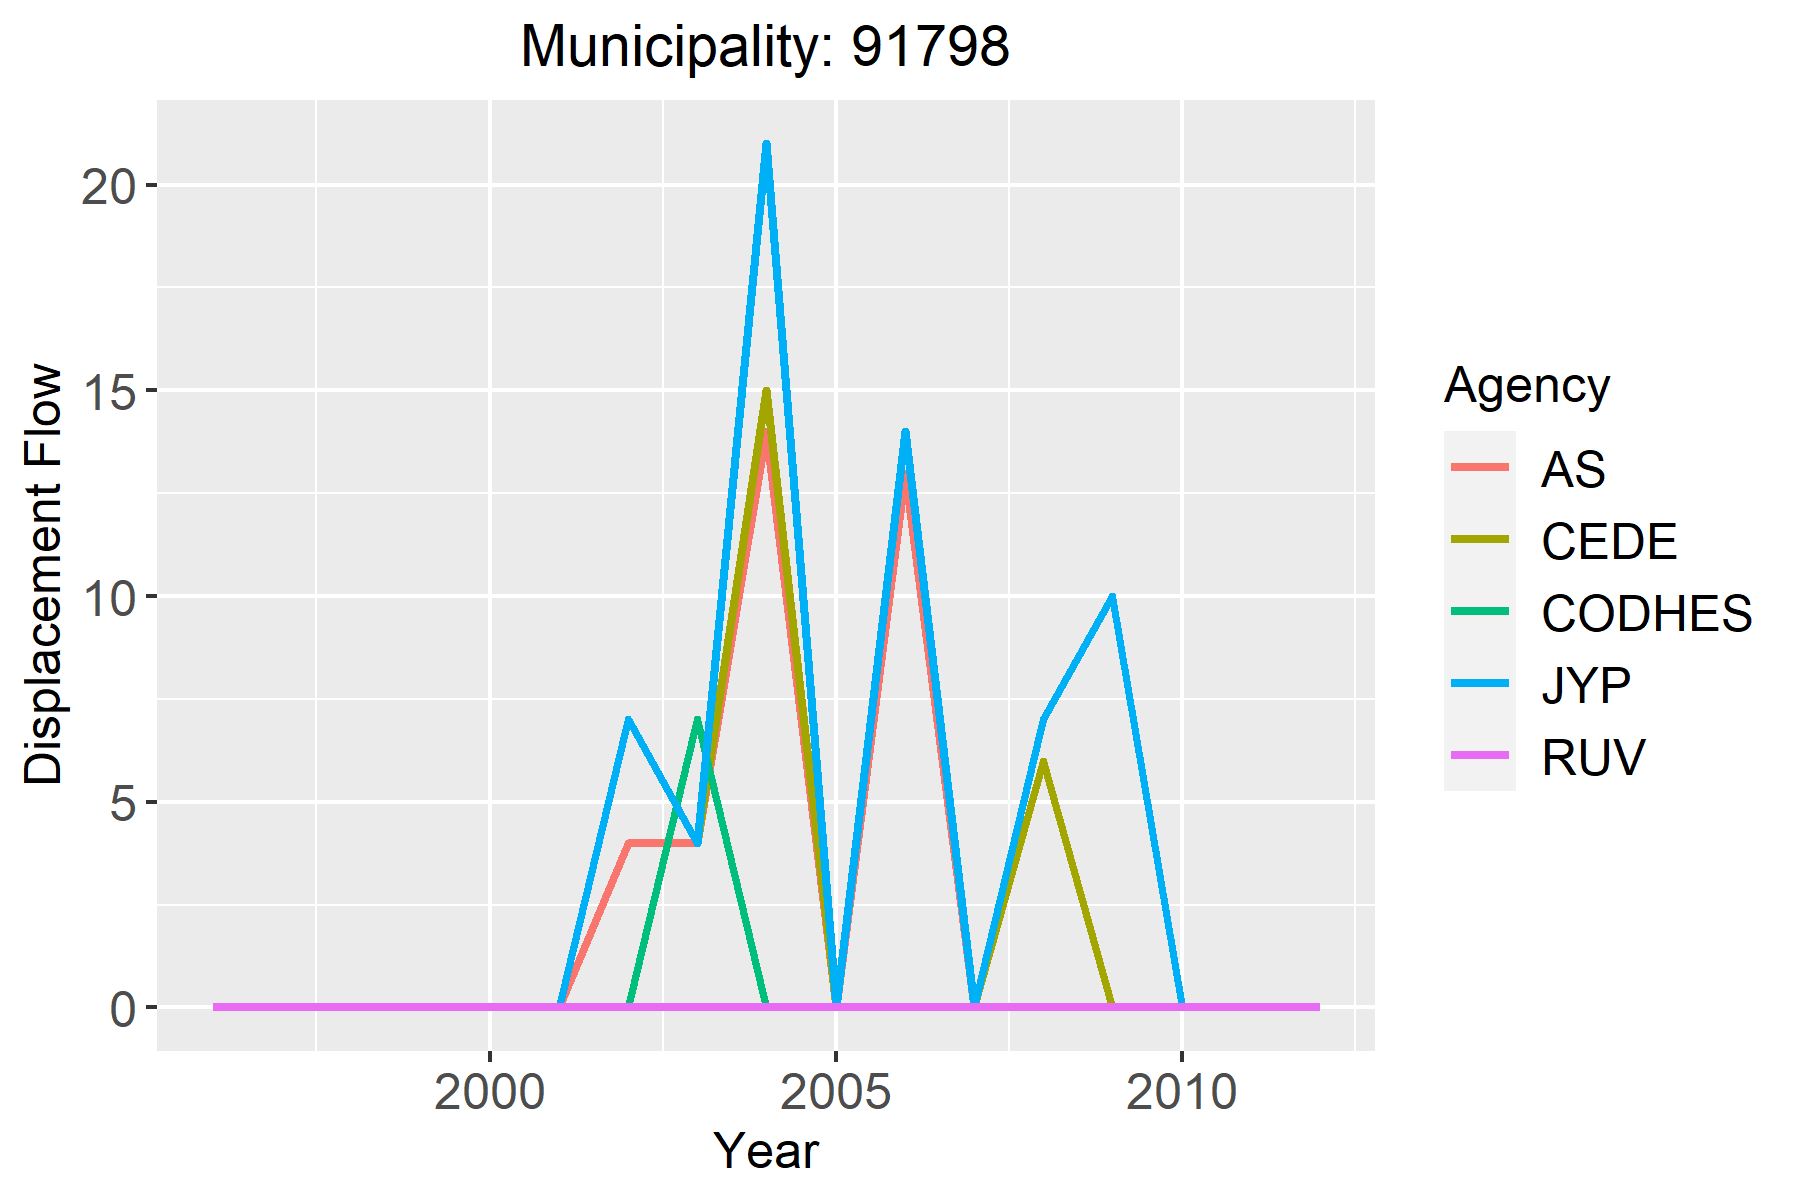 Municipality: 91798
Displacement Flow
20
15
10
5
0
2000 2005 2010
Year
Agency
AS
CEDE
CODHES
JYP
RUV